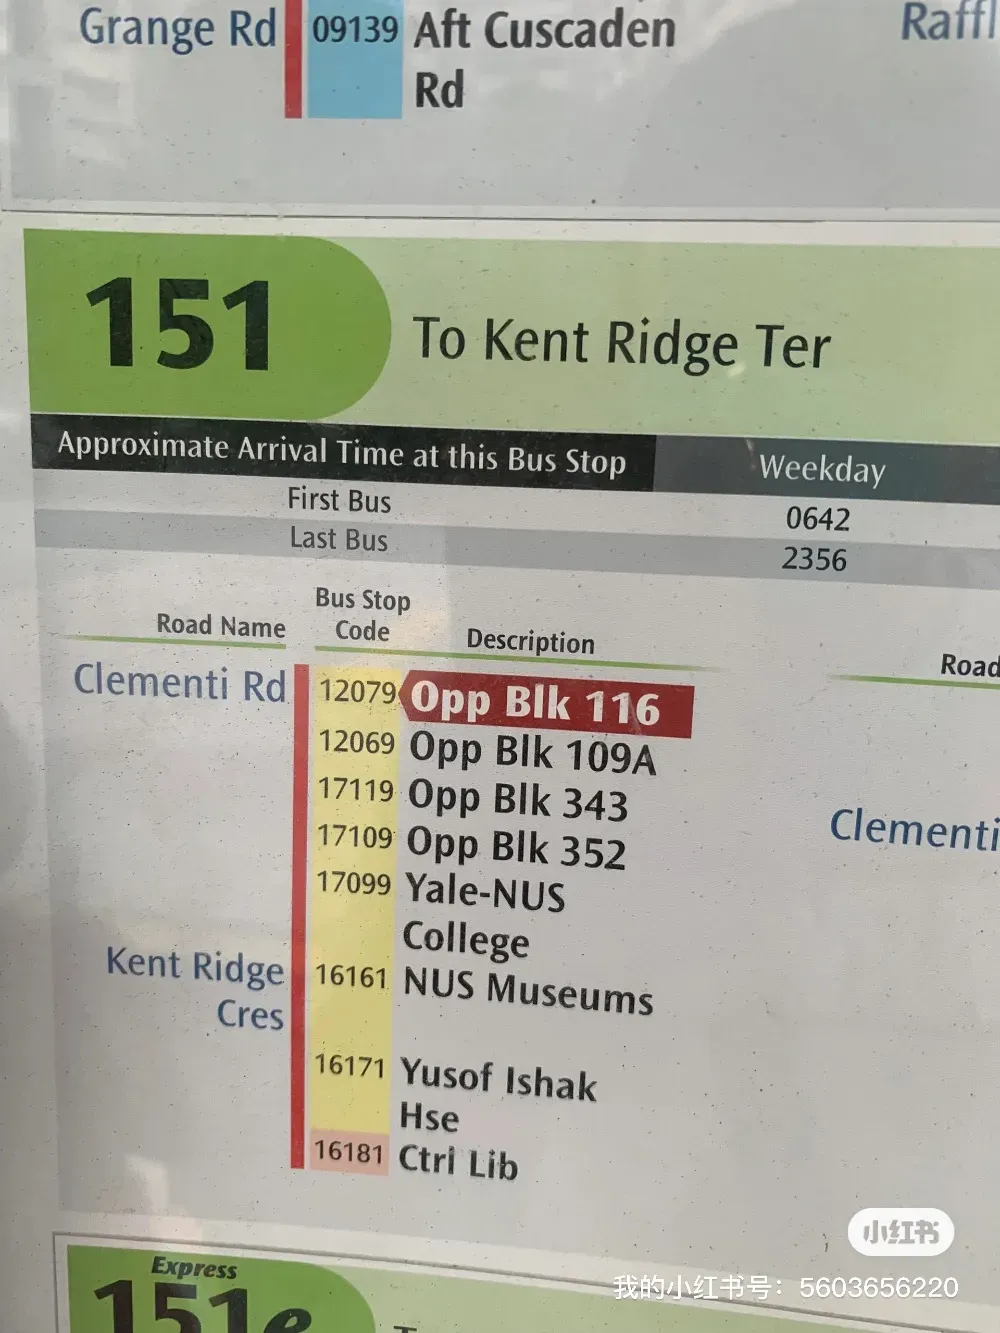 Grange Rd 09139 Aft Cuscaden
Rd
151
To Kent Ridge Ter
Approximate Arrival Time at this Bus Stop Weekday
First Bus 0642
Last Bus 2356
Road Name Bus Stop Code Description Road
Clementi Rd 12079 Opp Blk 116
12069 Opp Blk 109A
17119 Opp Blk 343
17109 Opp Blk 352 Clementi
17099 Yale-NUS
College
Kent Ridge 16161 NUS Museums
Cres
16171 Yusof Ishak
Hse
16181 Ctrl Lib
小红书
Express
151e
我的小红书号：5603656220